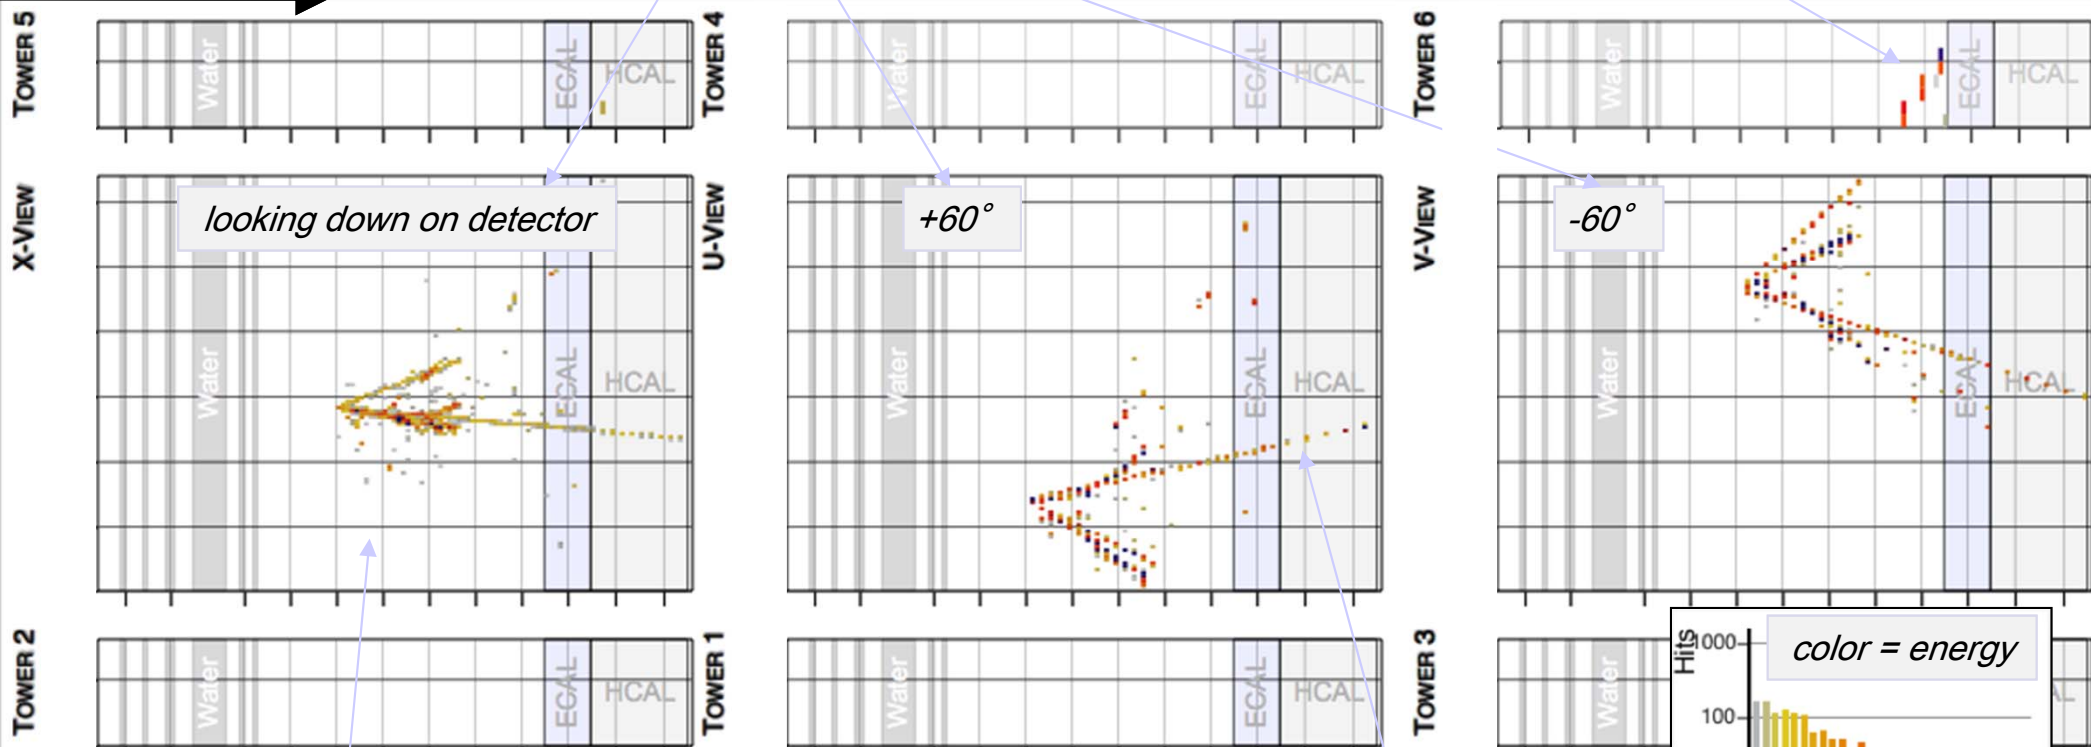 TOWER 5
Water
ECAL
HCAL
TOWER 4
Water
ECAL
HCAL
TOWER 6
Water
ECAL
HCAL
X-VIEW
looking down on detector
Water
ECAL
HCAL
U-VIEW
+60°
Water
ECAL
HCAL
V-VIEW
-60°
Water
ECAL
HCAL
TOWER 2
Water
ECAL
HCAL
TOWER 1
Water
ECAL
HCAL
TOWER 3
Water
Hits
1000
color = energy
100